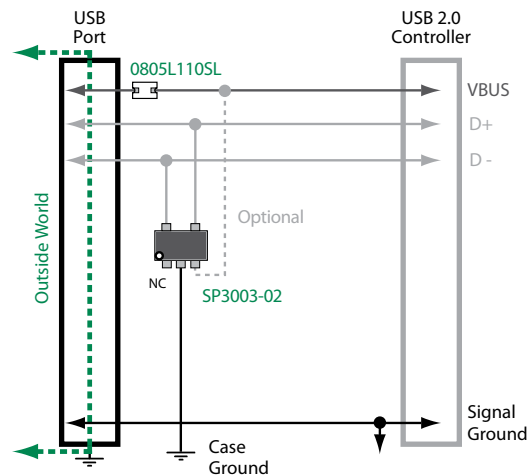 USB
Port
USB 2.0
Controller
0805L110SL
VBUS
D+
D -
Optional
Outside World
NC
SP3003-02
Case
Ground
Signal
Ground